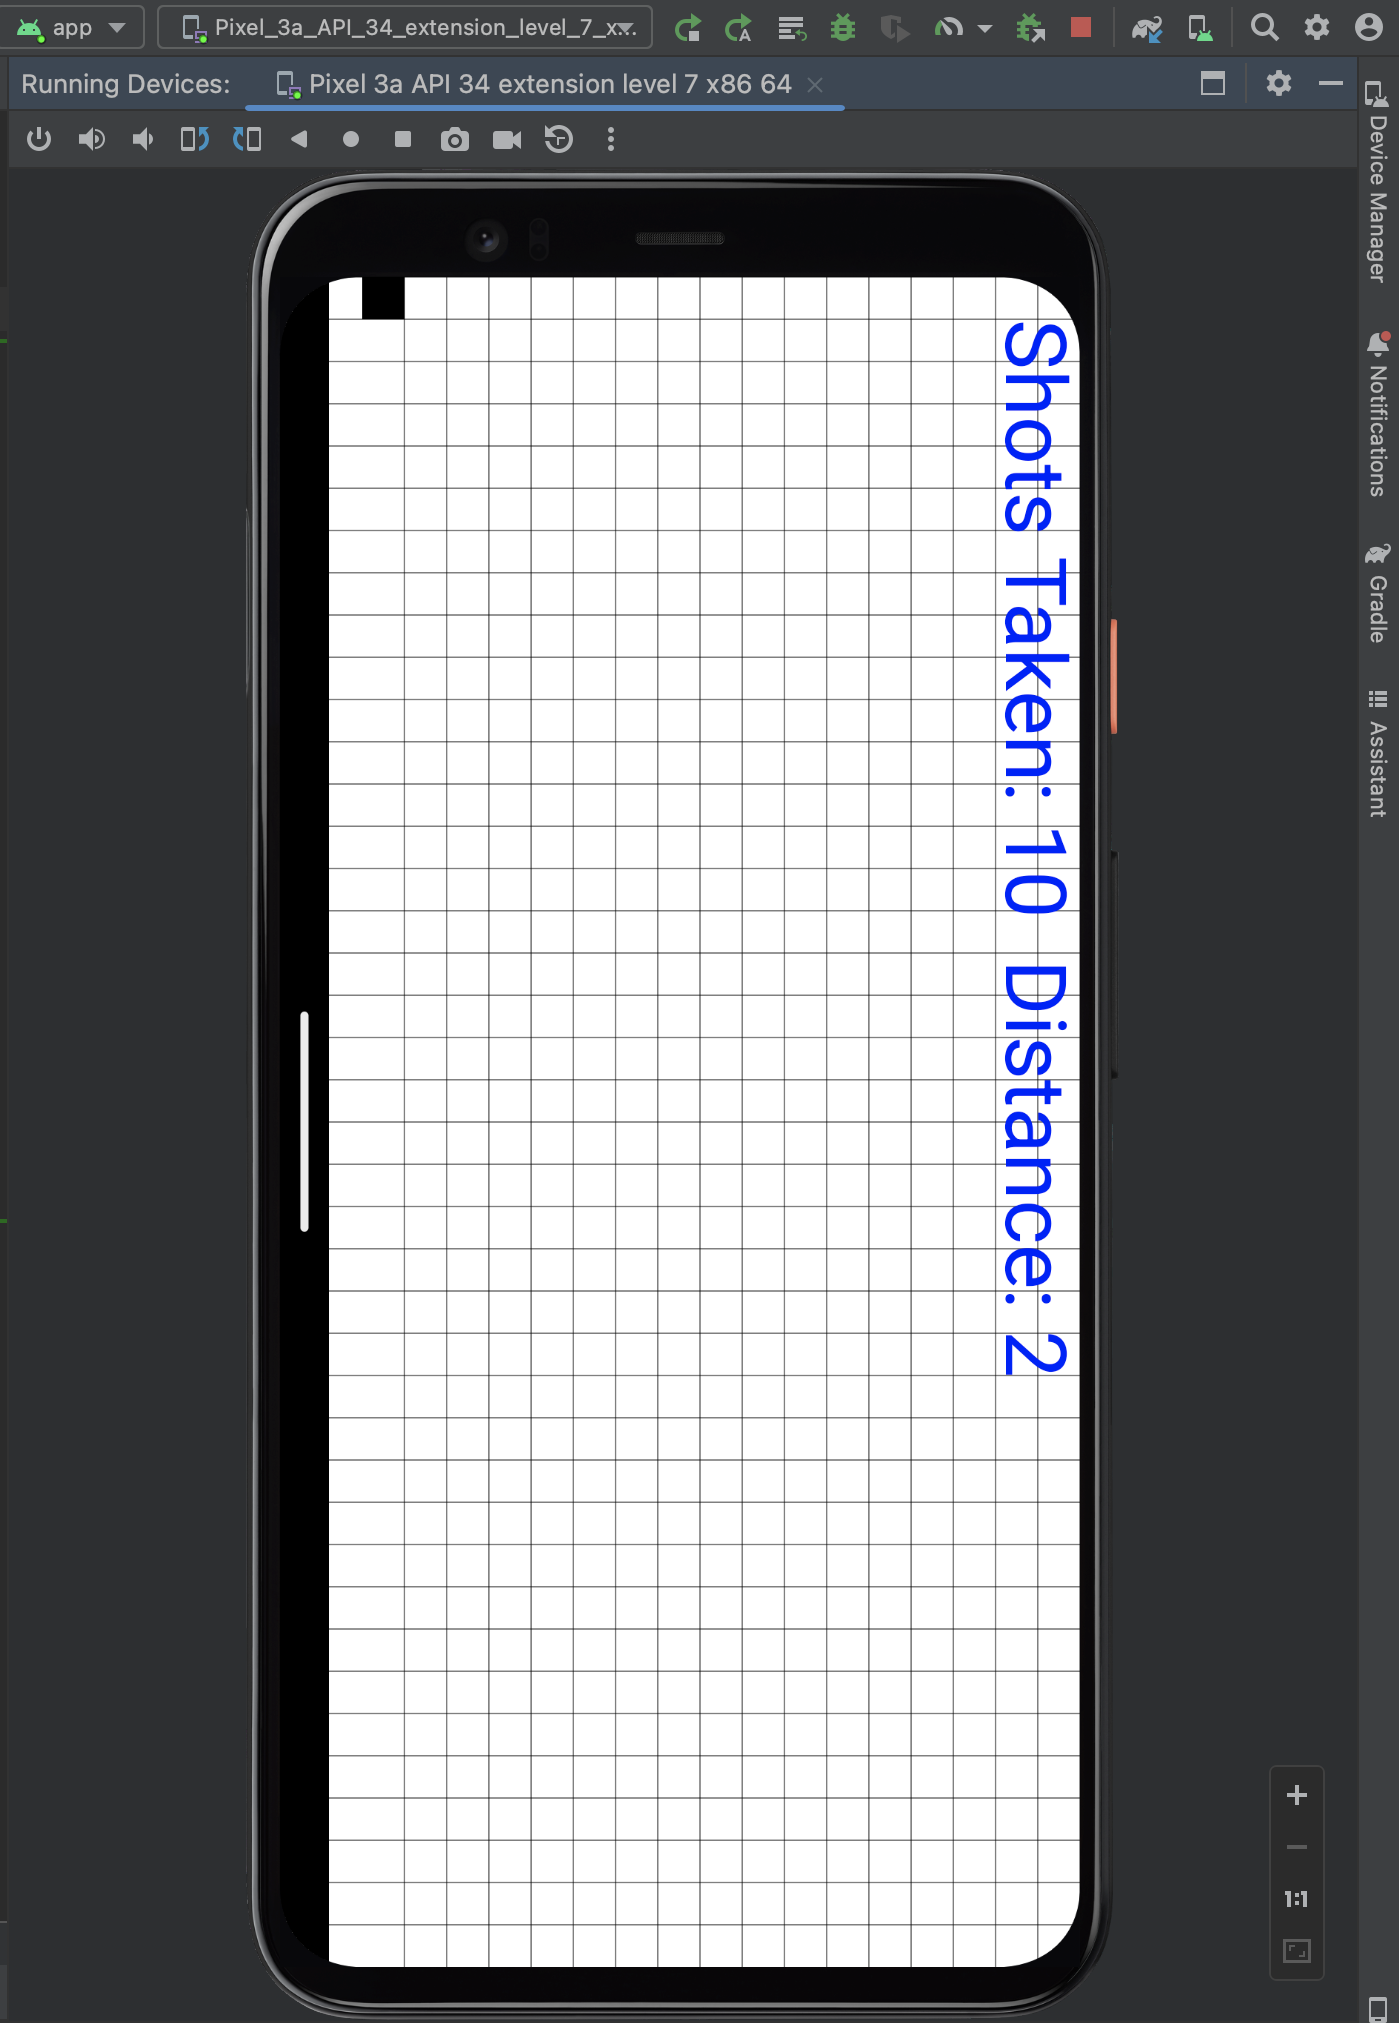 app
Pixel_3a_API_34_extension_level_7_x
Running Devices:
Pixel 3a API 34 extension level 7 x86 64
Shots Taken: 10 Distance: 2
Device Manager
Notifications
Gradle
Assistant
1:1